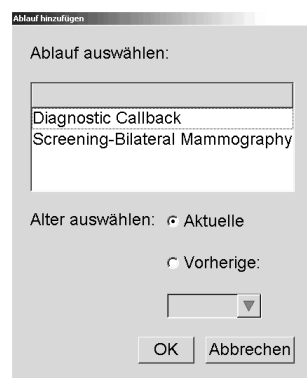 Ablauf hinzufügen
Ablauf auswählen:
Diagnostic Callback
Screening-Bilateral Mammography
Alter auswählen: Aktuelle
Vorherige:
OK Abbrechen